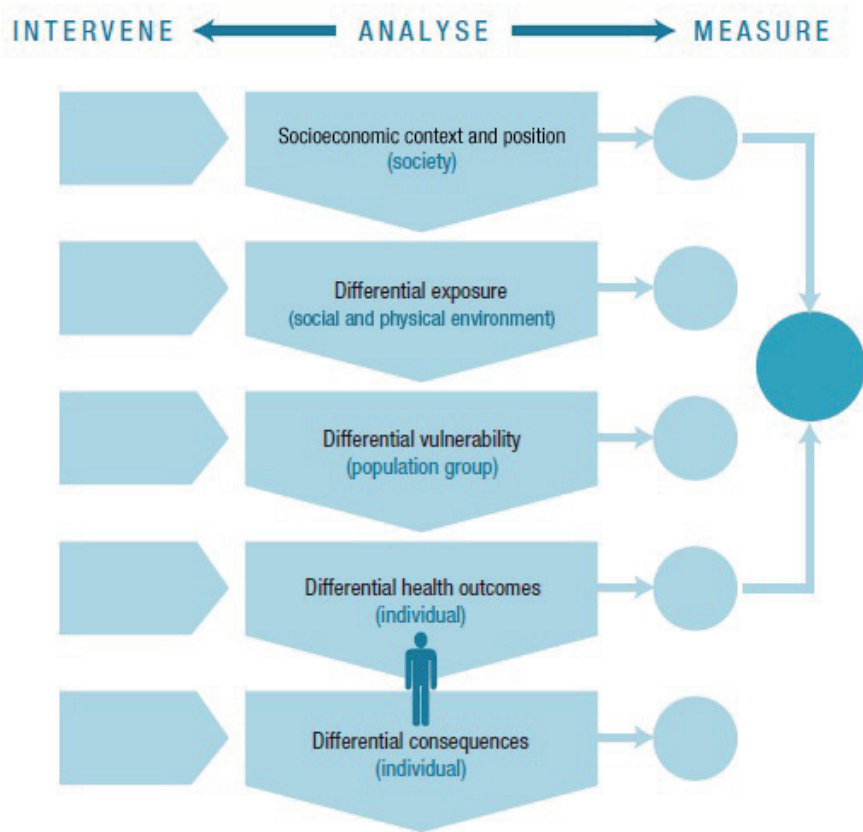 INTERVENE ANALYSE MEASURE
Socioeconomic context and position
(society)
Differential exposure
(social and physical environment)
Differential vulnerability
(population group)
Differential health outcomes
(individual)
Differential consequences
(individual)